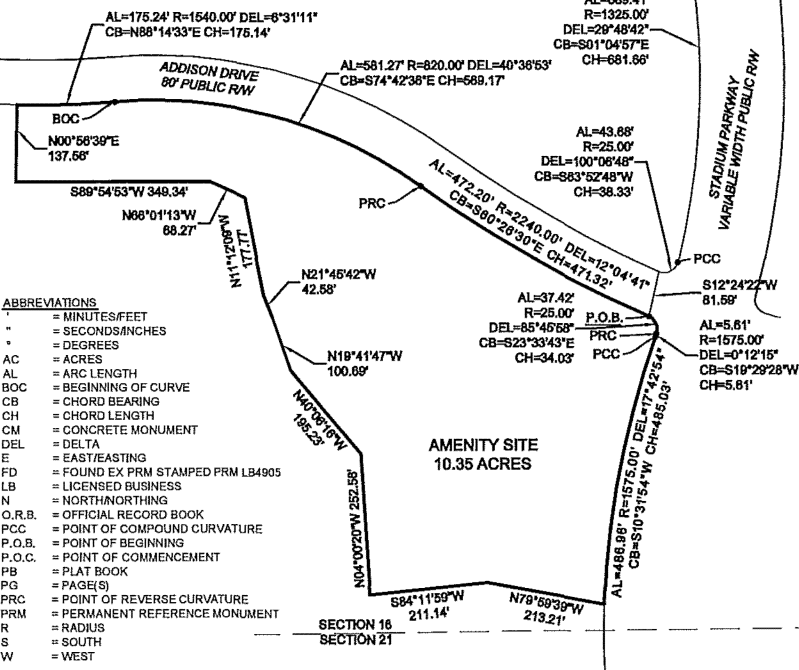 AL=175.24' R=1540.00' DEL=6°31'11"
CB=N88°14'33"E CH=175.14'
R=1325.00'
DEL=29°48'42"
CB=S01°04'57"E
CH=681.66'
ADDISON DRIVE
80' PUBLIC R/W
AL=581.27' R=820.00' DEL=40°36'53'
CB=S74°42'36"E CH=569.17'
STADIUM PARKWAY
VARIABLE WIDTH PUBLIC R/W
BOC
N00°56'39"E
137.56'
AL=43.68'
R=25.00'
DEL=100°06'48"
CB=S63°52'48"W
CH=38.33'
S89°54'53"W 349.34'
PRC
AL=472.20' R=2240.00' DEL=12°04'41"
CB=S60°26'30"E CH=471.32'
N66°01'13"W
68.27'
N11°12'09"W
177.77'
PCC
N21°45'42"W
42.58'
S12°24'22"W
81.59'
AL=37.42'
R=25.00'
DEL=85°45'58"
CB=S23°33'43"E
CH=34.03'
P.O.B.
PRC
PCC
AL=5.61'
R=1575.00'
DEL=0°12'15"
CB=S19°29'28"W
CH=5.61'
N19°41'47"W
100.69'
N40°06'16"W
195.23'
AMENITY SITE
10.35 ACRES
AL=486.96' R=1575.00' DEL=17°42'54"
CB=S10°31'54"W CH=485.03'
N04°00'20"W 252.58'
S84°11'59"W
211.14'
N79°59'39"W
213.21'
SECTION 16
SECTION 21
ABBREVIATIONS
' = MINUTES/FEET
" = SECONDS/INCHES
° = DEGREES
AC = ACRES
AL = ARC LENGTH
BOC = BEGINNING OF CURVE
CB = CHORD BEARING
CH = CHORD LENGTH
CM = CONCRETE MONUMENT
DEL = DELTA
E = EAST/EASTING
FD = FOUND EX PRM STAMPED PRM LB4905
LB = LICENSED BUSINESS
N = NORTH/NORTHING
O.R.B. = OFFICIAL RECORD BOOK
PCC = POINT OF COMPOUND CURVATURE
P.O.B. = POINT OF BEGINNING
P.O.C. = POINT OF COMMENCEMENT
PB = PLAT BOOK
PG = PAGE(S)
PRC = POINT OF REVERSE CURVATURE
PRM = PERMANENT REFERENCE MONUMENT
R = RADIUS
S = SOUTH
W = WEST